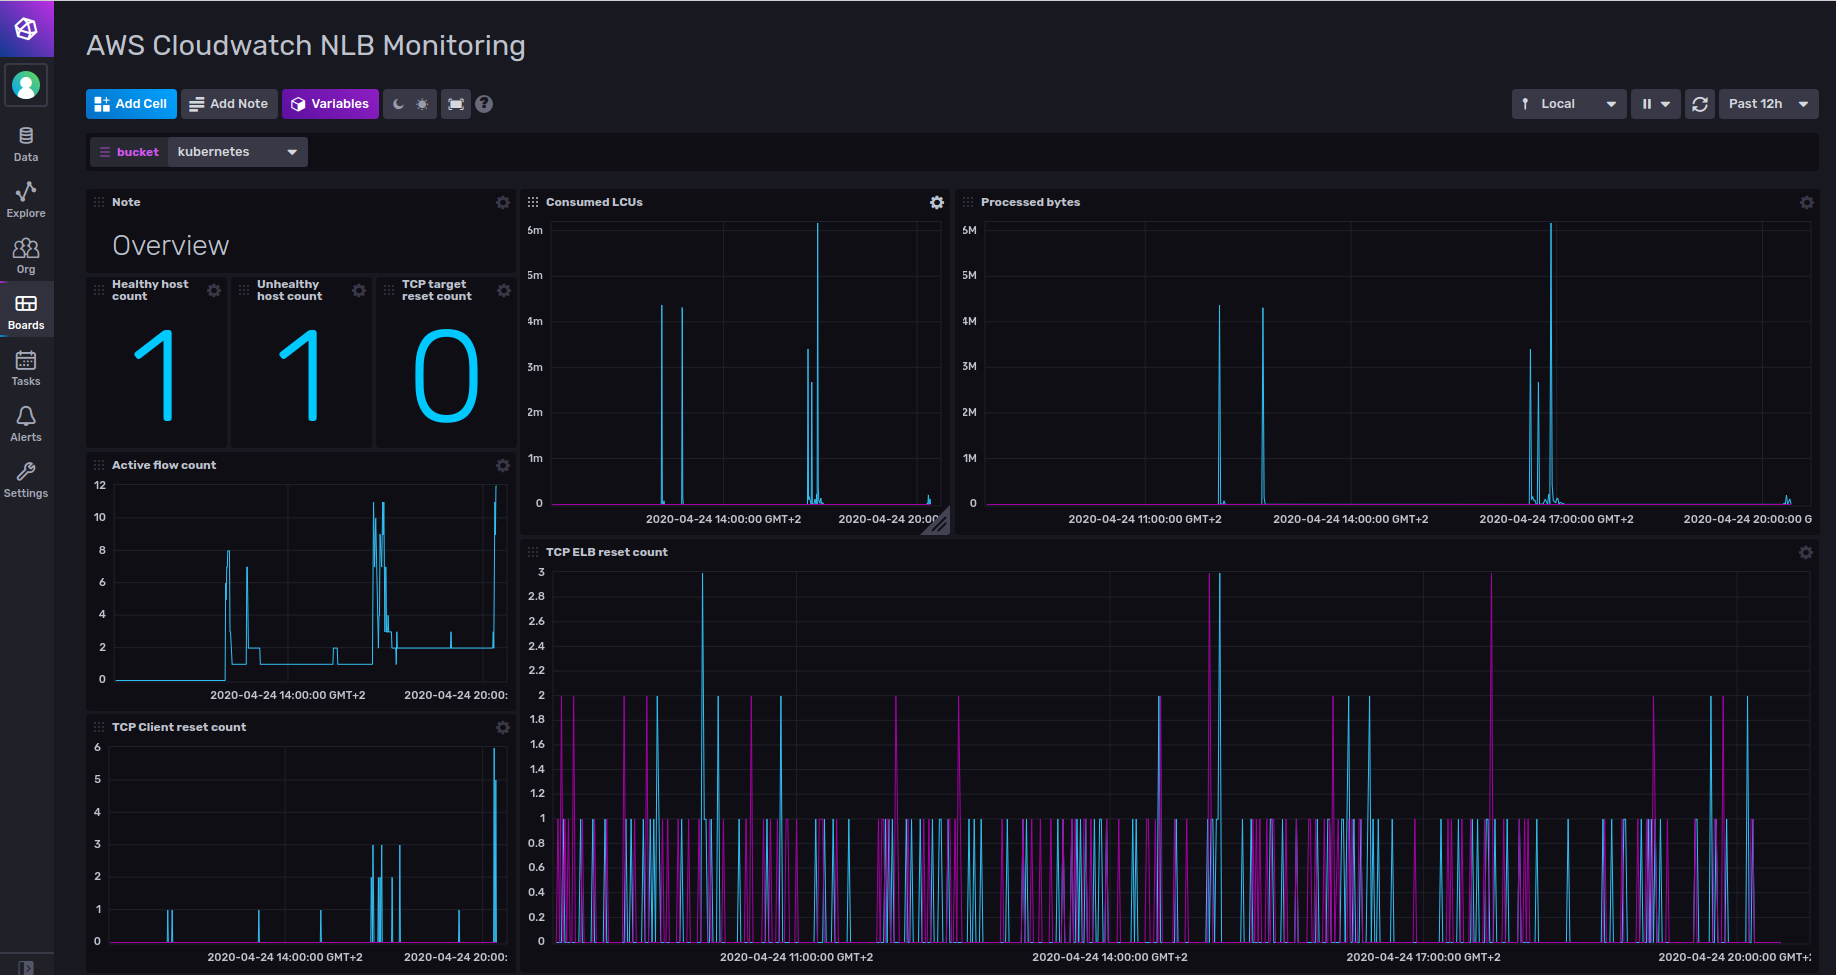 AWS Cloudwatch NLB Monitoring
Add Cell
Add Note
Variables
?
Local
Past 12h
bucket
kubernetes
Data
Explore
Org
Boards
Tasks
Alerts
Settings
Note
Overview
Healthy host
count
1
Unhealthy
host count
1
TCP target
reset count
0
Consumed LCUs
6m
5m
4m
3m
2m
1m
0
2020-04-24 14:00:00 GMT+2
2020-04-24 20:00
Processed bytes
6M
5M
4M
3M
2M
1M
0
2020-04-24 11:00:00 GMT+2
2020-04-24 14:00:00 GMT+2
2020-04-24 17:00:00 GMT+2
2020-04-24 20:00:00 G
Active flow count
12
10
8
6
4
2
0
2020-04-24 14:00:00 GMT+2
2020-04-24 20:00:
TCP Client reset count
6
5
4
3
2
1
0
2020-04-24 14:00:00 GMT+2
2020-04-24 20:00:
TCP ELB reset count
3
2.8
2.6
2.4
2.2
2
1.8
1.6
1.4
1.2
1
0.8
0.6
0.4
0.2
0
2020-04-24 11:00:00 GMT+2
2020-04-24 14:00:00 GMT+2
2020-04-24 17:00:00 GMT+2
2020-04-24 20:00:00 GMT+